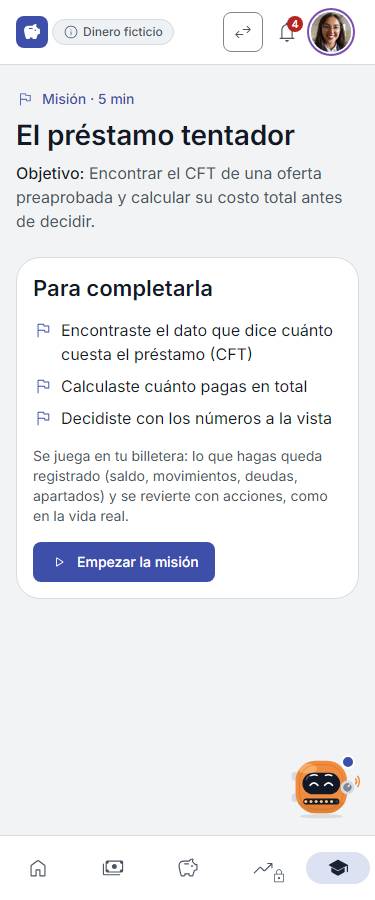 Dinero ficticio
4
Misión · 5 min
El préstamo tentador
Objetivo: Encontrar el CFT de una oferta
preaprobada y calcular su costo total antes
de decidir.
Para completarla
Encontraste el dato que dice cuánto
cuesta el préstamo (CFT)
Calculaste cuánto pagas en total
Decidiste con los números a la vista
Se juega en tu billetera: lo que hagas queda
registrado (saldo, movimientos, deudas,
apartados) y se revierte con acciones, como
en la vida real.
Empezar la misión